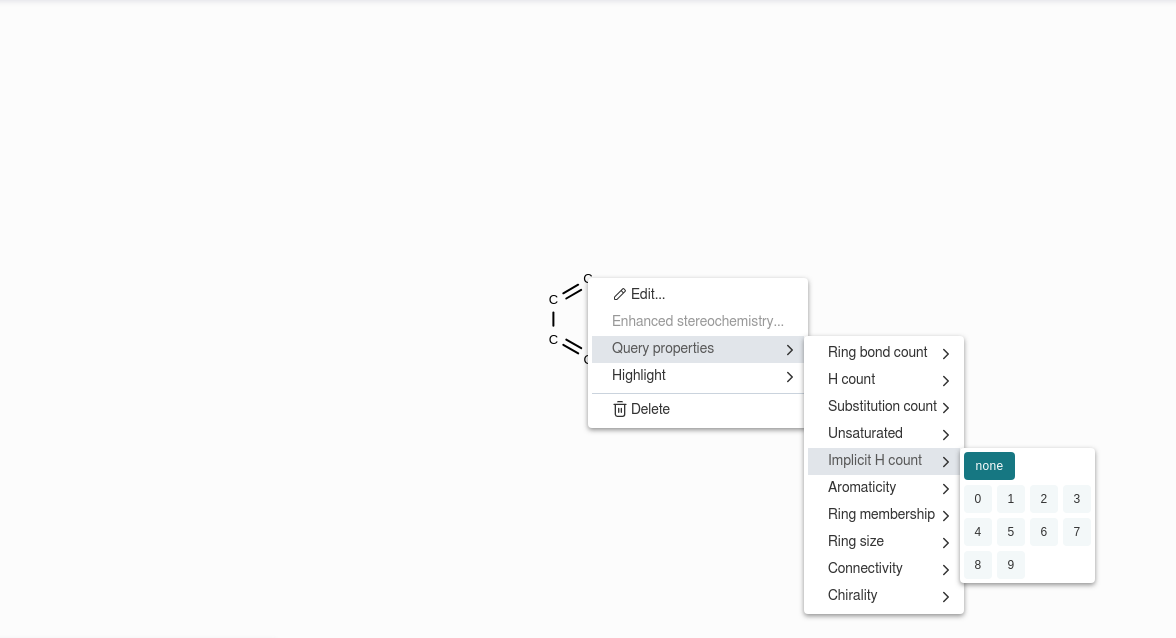 C
C
C
C
Edit...
Enhanced stereochemistry...
Query properties
Highlight
Delete
Ring bond count
H count
Substitution count
Unsaturated
Implicit H count
Aromaticity
Ring membership
Ring size
Connectivity
Chirality
none
0 1 2 3
4 5 6 7
8 9